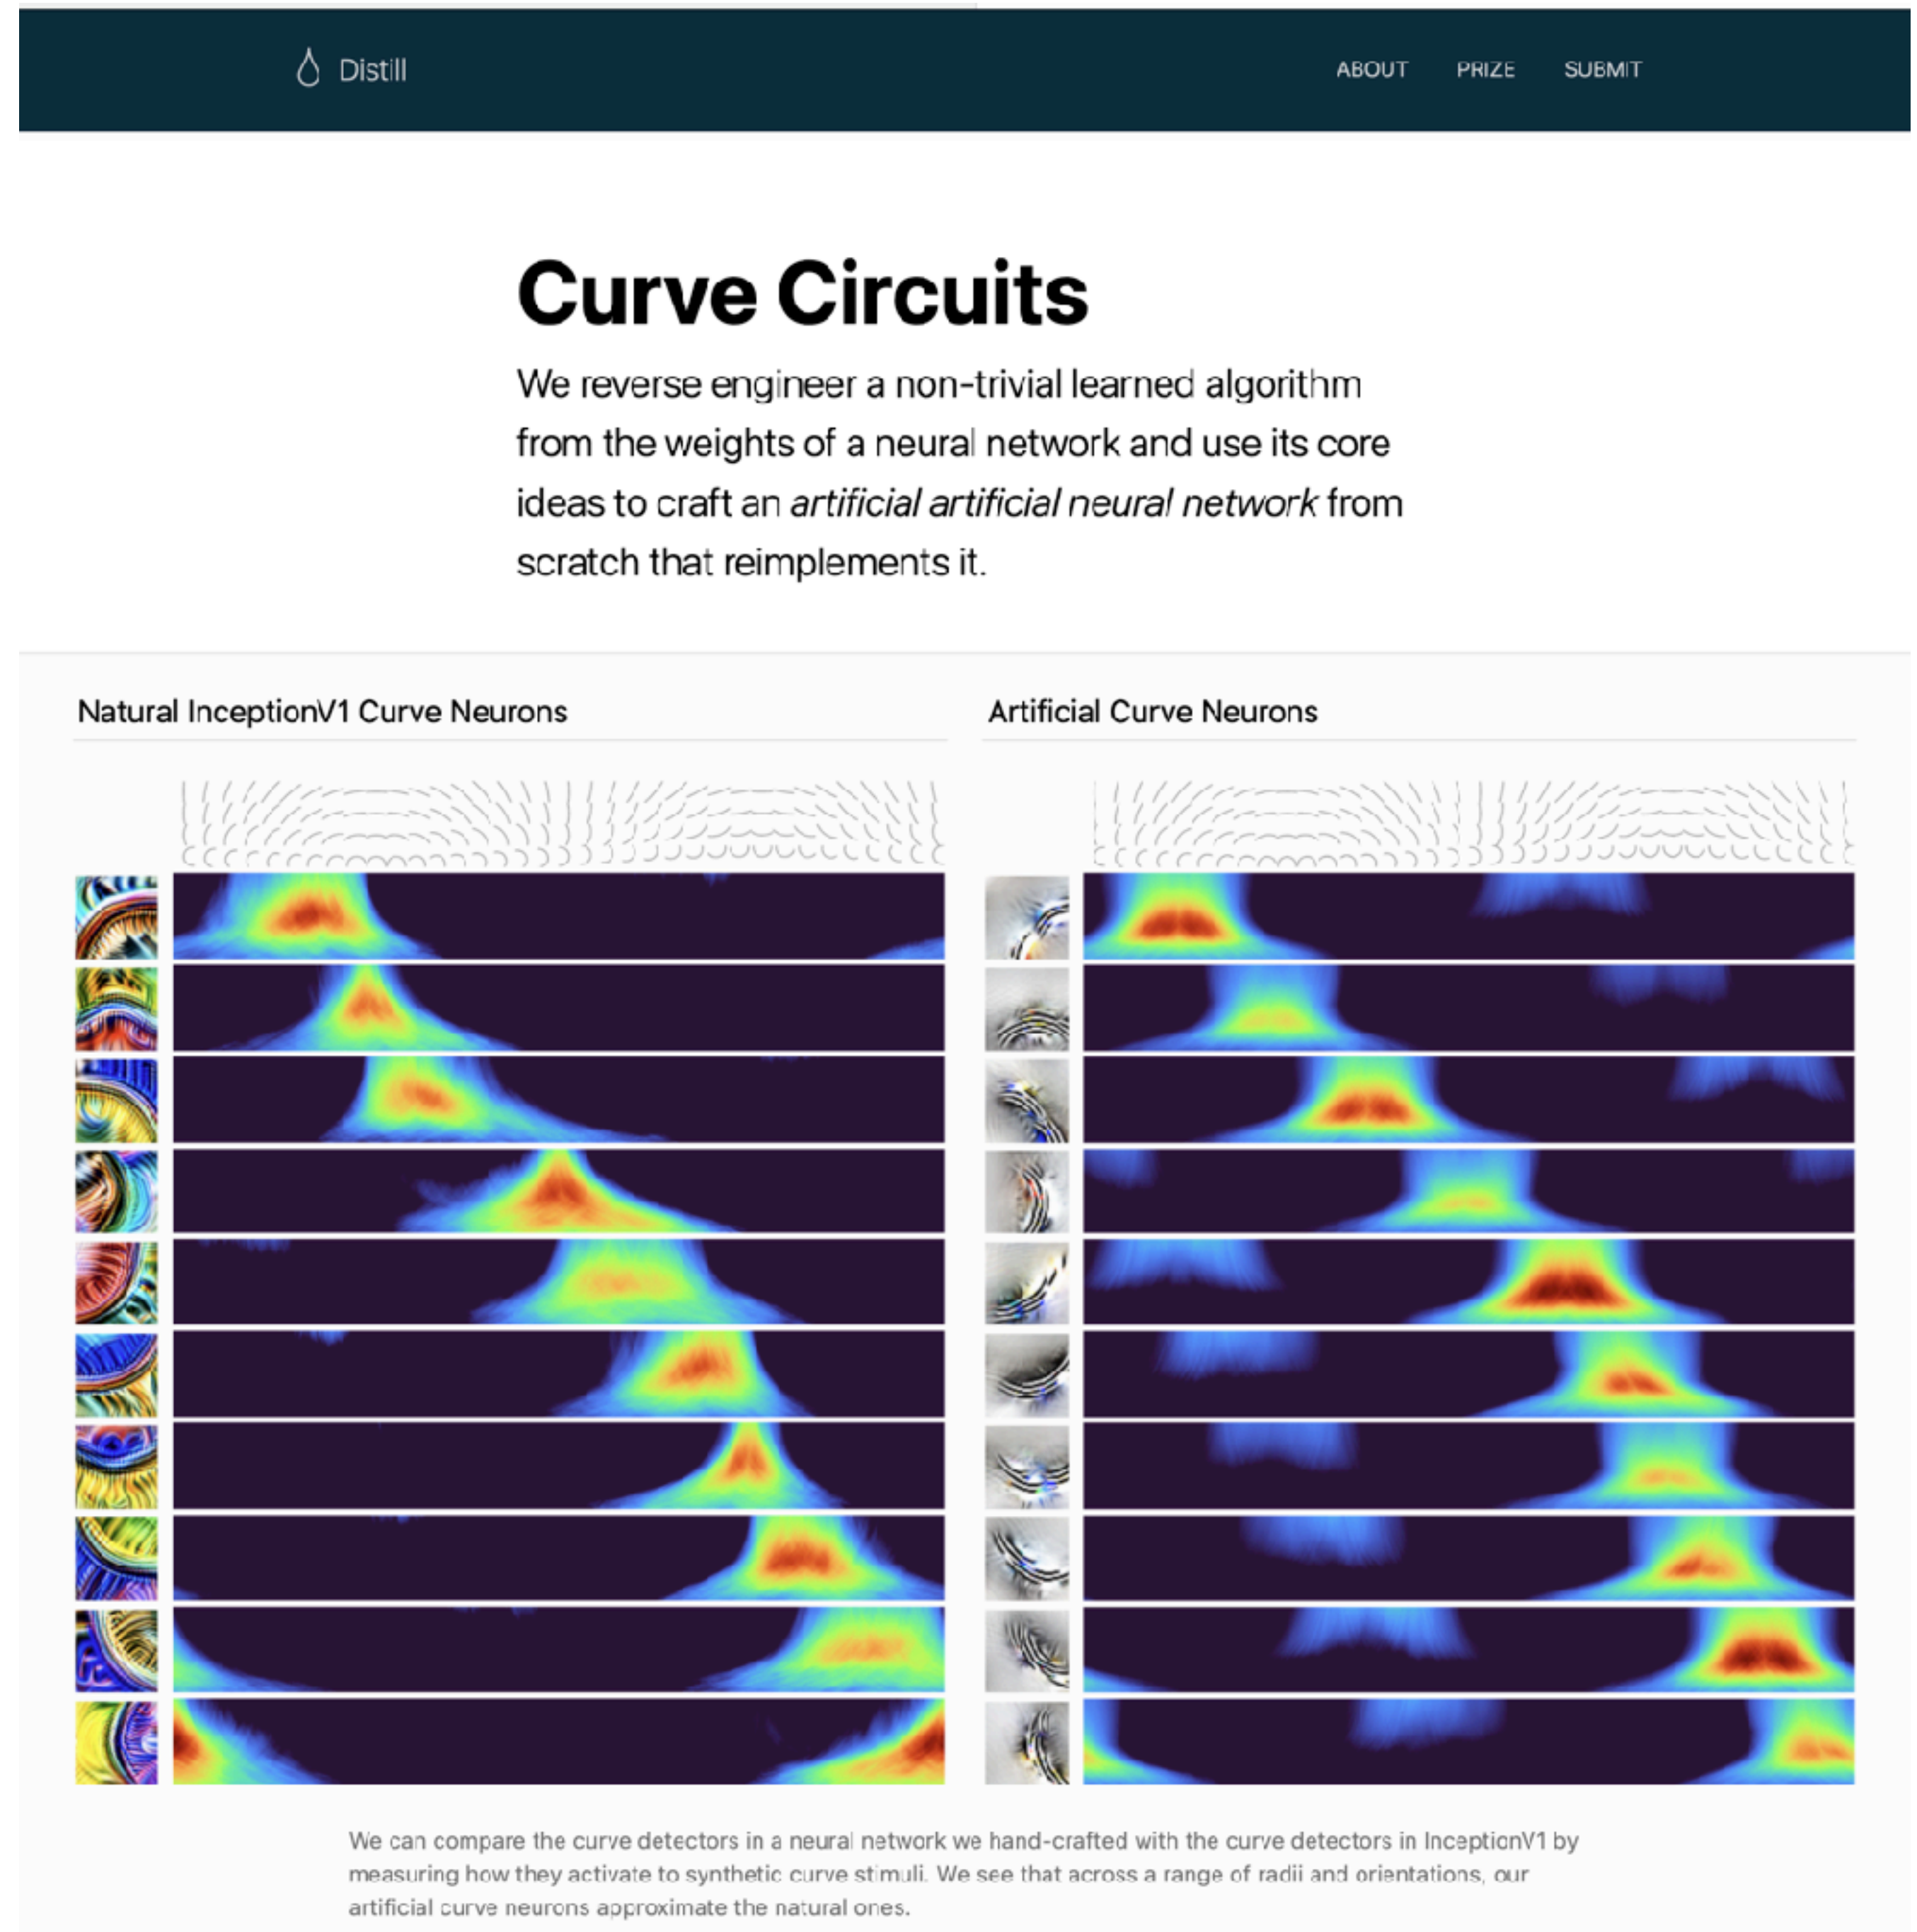 Distill
ABOUT PRIZE SUBMIT
Curve Circuits
We reverse engineer a non-trivial learned algorithm
from the weights of a neural network and use its core
ideas to craft an artificial artificial neural network from
scratch that reimplements it.
Natural InceptionV1 Curve Neurons
Artificial Curve Neurons
We can compare the curve detectors in a neural network we hand-crafted with the curve detectors in InceptionV1 by
measuring how they activate to synthetic curve stimuli. We see that across a range of radii and orientations, our
artificial curve neurons approximate the natural ones.